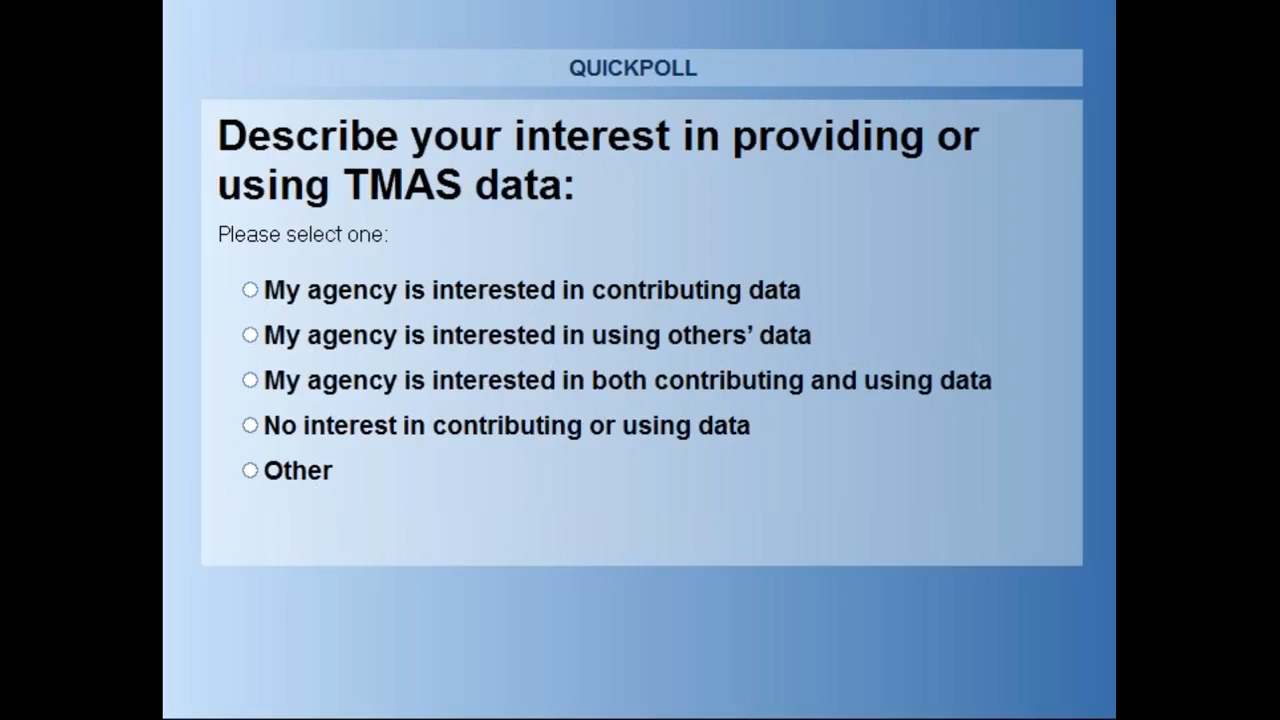 QUICKPOLL
Describe your interest in providing or
using TMAS data:
Please select one:
My agency is interested in contributing data
My agency is interested in using others’ data
My agency is interested in both contributing and using data
No interest in contributing or using data
Other